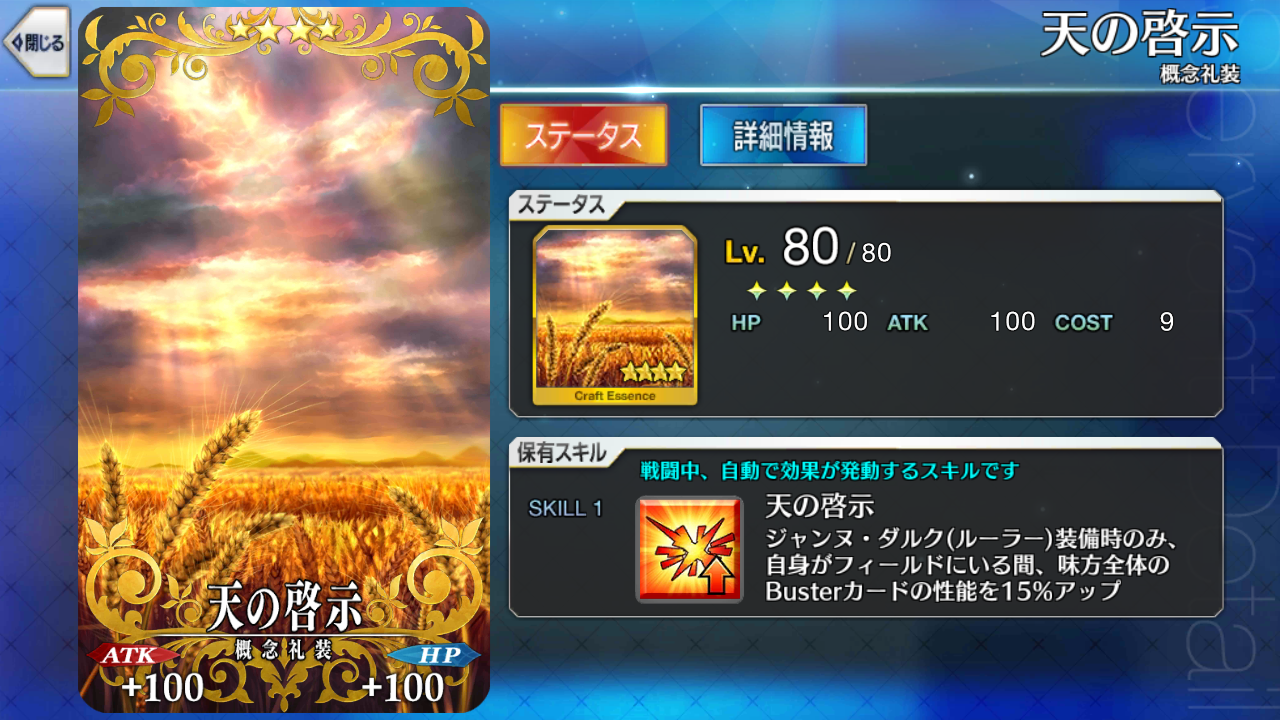 閉じる
天の啓示
概念礼装
ステータス
詳細情報
ステータス
Lv. 80/80
HP 100 ATK 100 COST 9
Craft Essence
保有スキル
戦闘中、自動で効果が発動するスキルです
SKILL 1
天の啓示
ジャンヌ・ダルク(ルーラー)装備時のみ、
自身がフィールドにいる間、味方全体の
Busterカードの性能を15%アップ
天の啓示
概念礼装
ATK
+100
HP
+100